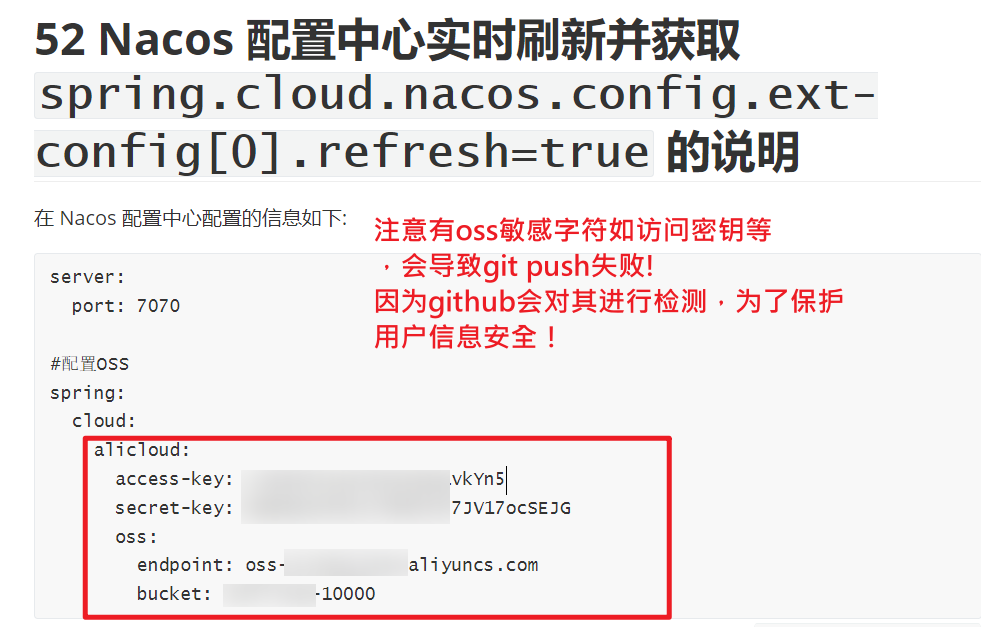 52 Nacos 配置中心实时刷新并获取
spring.cloud.nacos.config.ext-
config[0].refresh=true 的说明
在 Nacos 配置中心配置的信息如下:
注意有oss敏感字符如访问密钥等
，会导致git push失败!
因为github会对其进行检测，为了保护
用户信息安全！
server:
port: 7070
#配置OSS
spring:
cloud:
alicloud:
access-key: .vkYn5
secret-key: 7JV17ocSEJG
oss:
endpoint: oss- aliyuncs.com
bucket: -10000